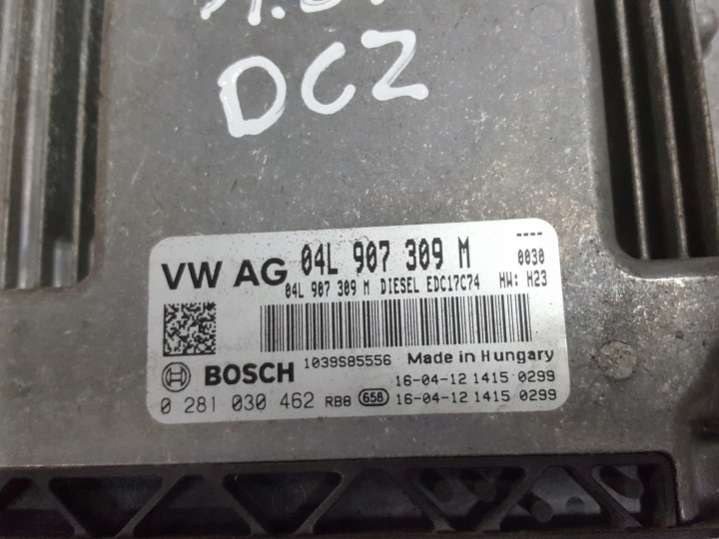 DCZ
VW AG 04L 907 309 M ----
0030
04L 907 309 M DIESEL EDC17C74 HW: H23
BOSCH 1039S85556 Made in Hungary
16-04-12 1415 0299
0 281 030 462 RBB 658 16-04-12 1415 0299